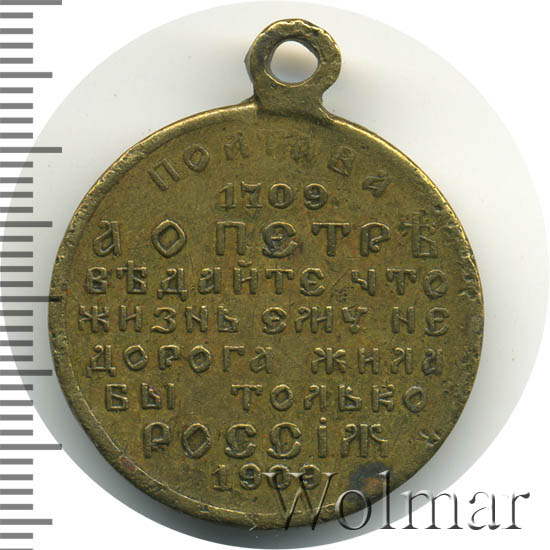 ПОЛТАВА
1709
А О ПЕТРѢ
ВѢДАЙТЕ ЧТО
ЖИЗНЬ ЕМУ НЕ
ДОРОГА ЖИЛА
БЫ ТОЛЬКО
РОССІЯ
1909
Wolmar